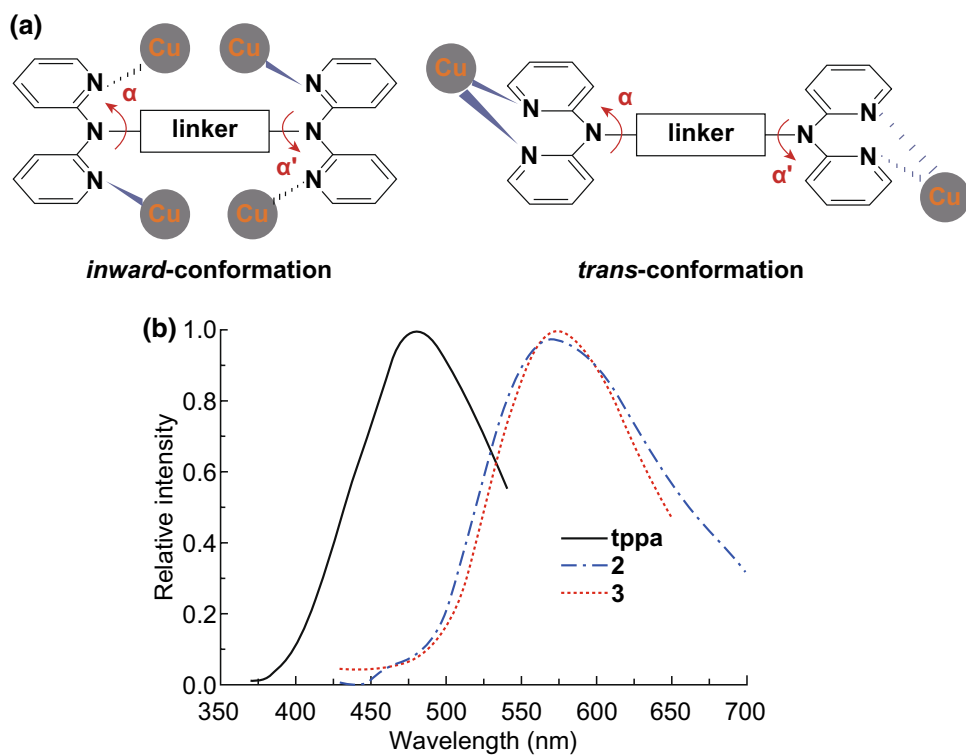 (a)
Cu Cu
N N
α
N linker N
α'
N N
Cu Cu
inward-conformation
Cu
N N
α
N linker N
α'
N N
Cu
trans-conformation
(b)
1.0
0.8
0.6
0.4
0.2
0.0
Relative intensity
tppa
2
3
350 400 450 500 550 600 650 700
Wavelength (nm)